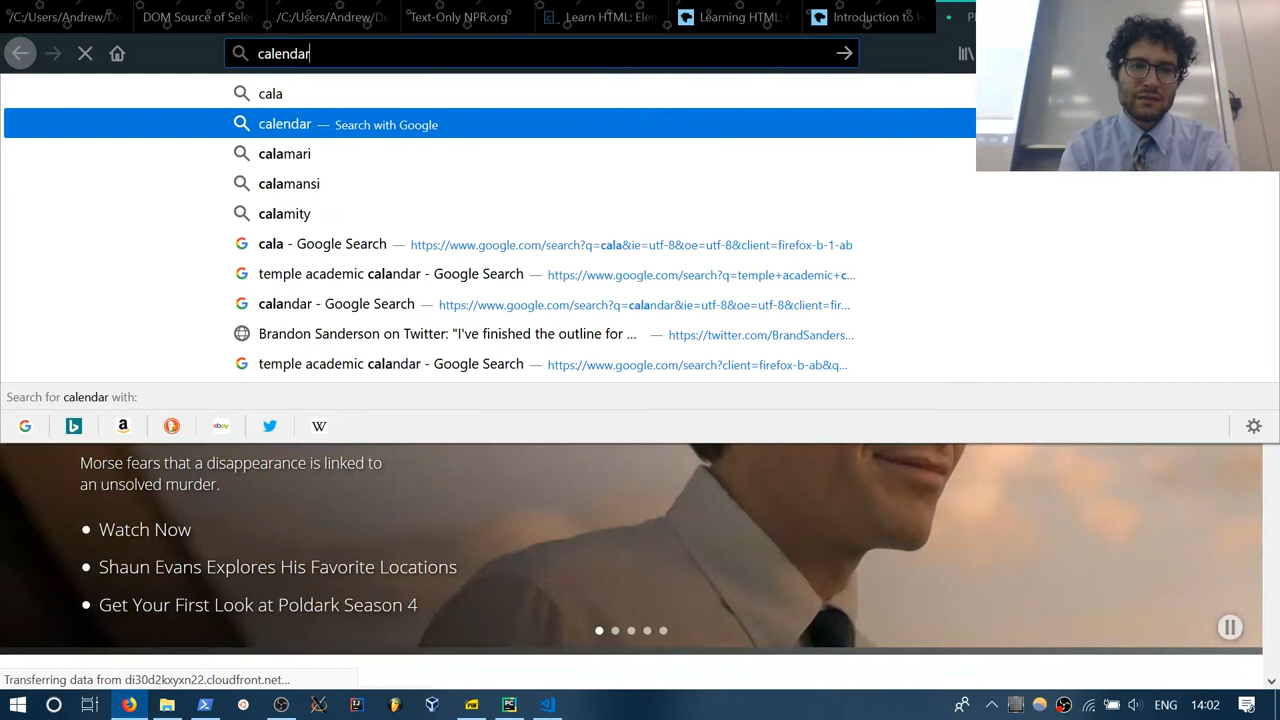 /C:/Users/Andrew/De
DOM Source of Selec
/C:/Users/Andrew/De
Text-Only NPR.org
Learn HTML: Elem
Learning HTML:
Introduction to H
calendar
cala
calendar — Search with Google
calamari
calamansi
calamity
cala - Google Search — https://www.google.com/search?q=cala&ie=utf-8&oe=utf-8&client=firefox-b-1-ab
temple academic calandar - Google Search — https://www.google.com/search?q=temple+academic+c...
calandar - Google Search — https://www.google.com/search?q=calandar&ie=utf-8&oe=utf-8&client=fir...
Brandon Sanderson on Twitter: "I've finished the outline for ... — https://twitter.com/BrandSanders...
temple academic calandar - Google Search — https://www.google.com/search?client=firefox-b-ab&q...
Search for calendar with:
ebay
W
Morse fears that a disappearance is linked to
an unsolved murder.
Watch Now
Shaun Evans Explores His Favorite Locations
Get Your First Look at Poldark Season 4
Transferring data from di30d2kxyxn22.cloudfront.net...
PC
ENG
14:02